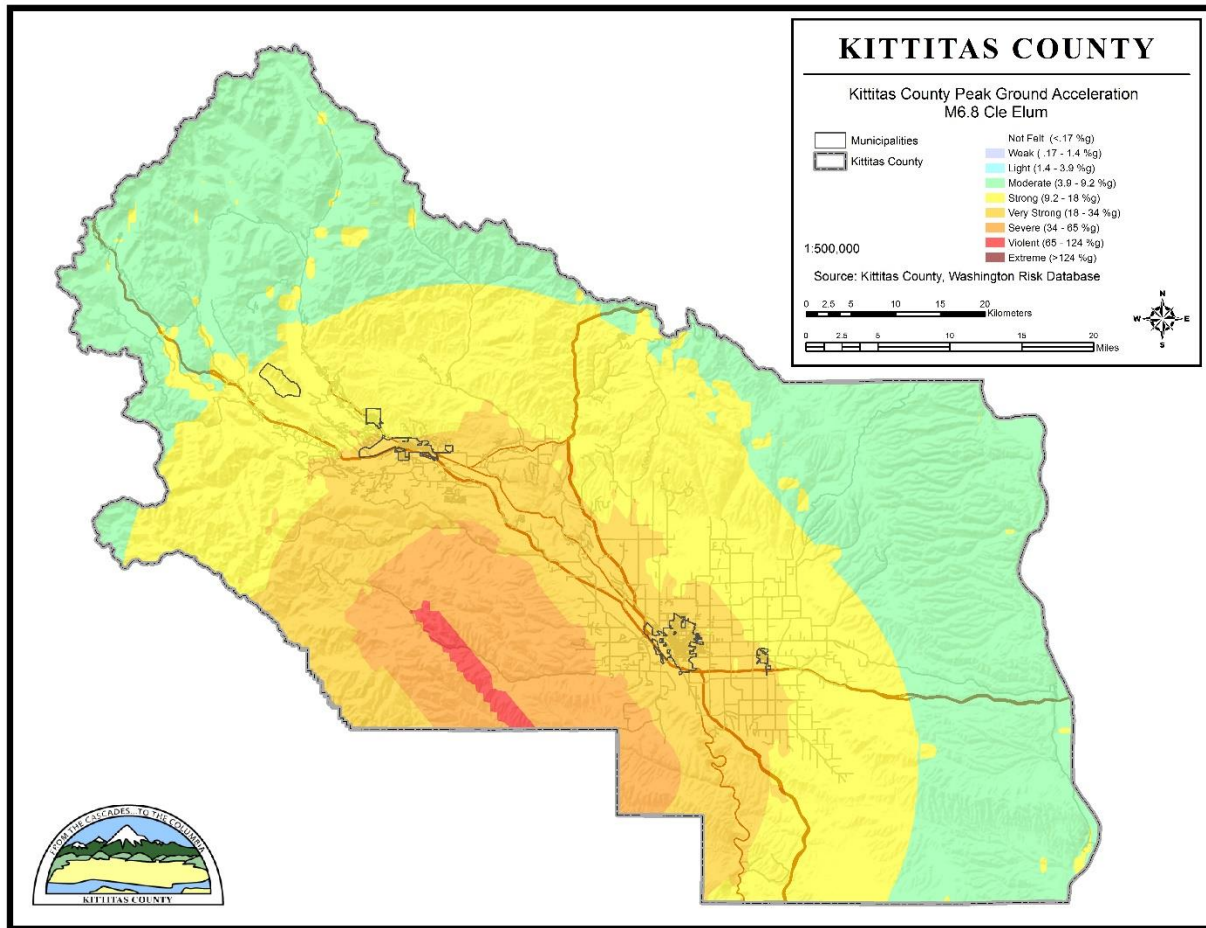 KITTITAS COUNTY
Kittitas County Peak Ground Acceleration
M6.8 Cle Elum
Municipalities
Kittitas County
Not Felt (<.17 %g)
Weak ( .17 - 1.4 %g)
Light (1.4 - 3.9 %g)
Moderate (3.9 - 9.2 %g)
Strong (9.2 - 18 %g)
Very Strong (18 - 34 %g)
Severe (34 - 65 %g)
Violent (65 - 124 %g)
Extreme (>124 %g)
1:500,000
Source: Kittitas County, Washington Risk Database
0 2.5 5 10 15 20
Kilometers
0 2.5 5 10 15 20
Miles
N
W E
S
FROM THE CASCADES...TO THE COLUMBIA
KITTITAS COUNTY